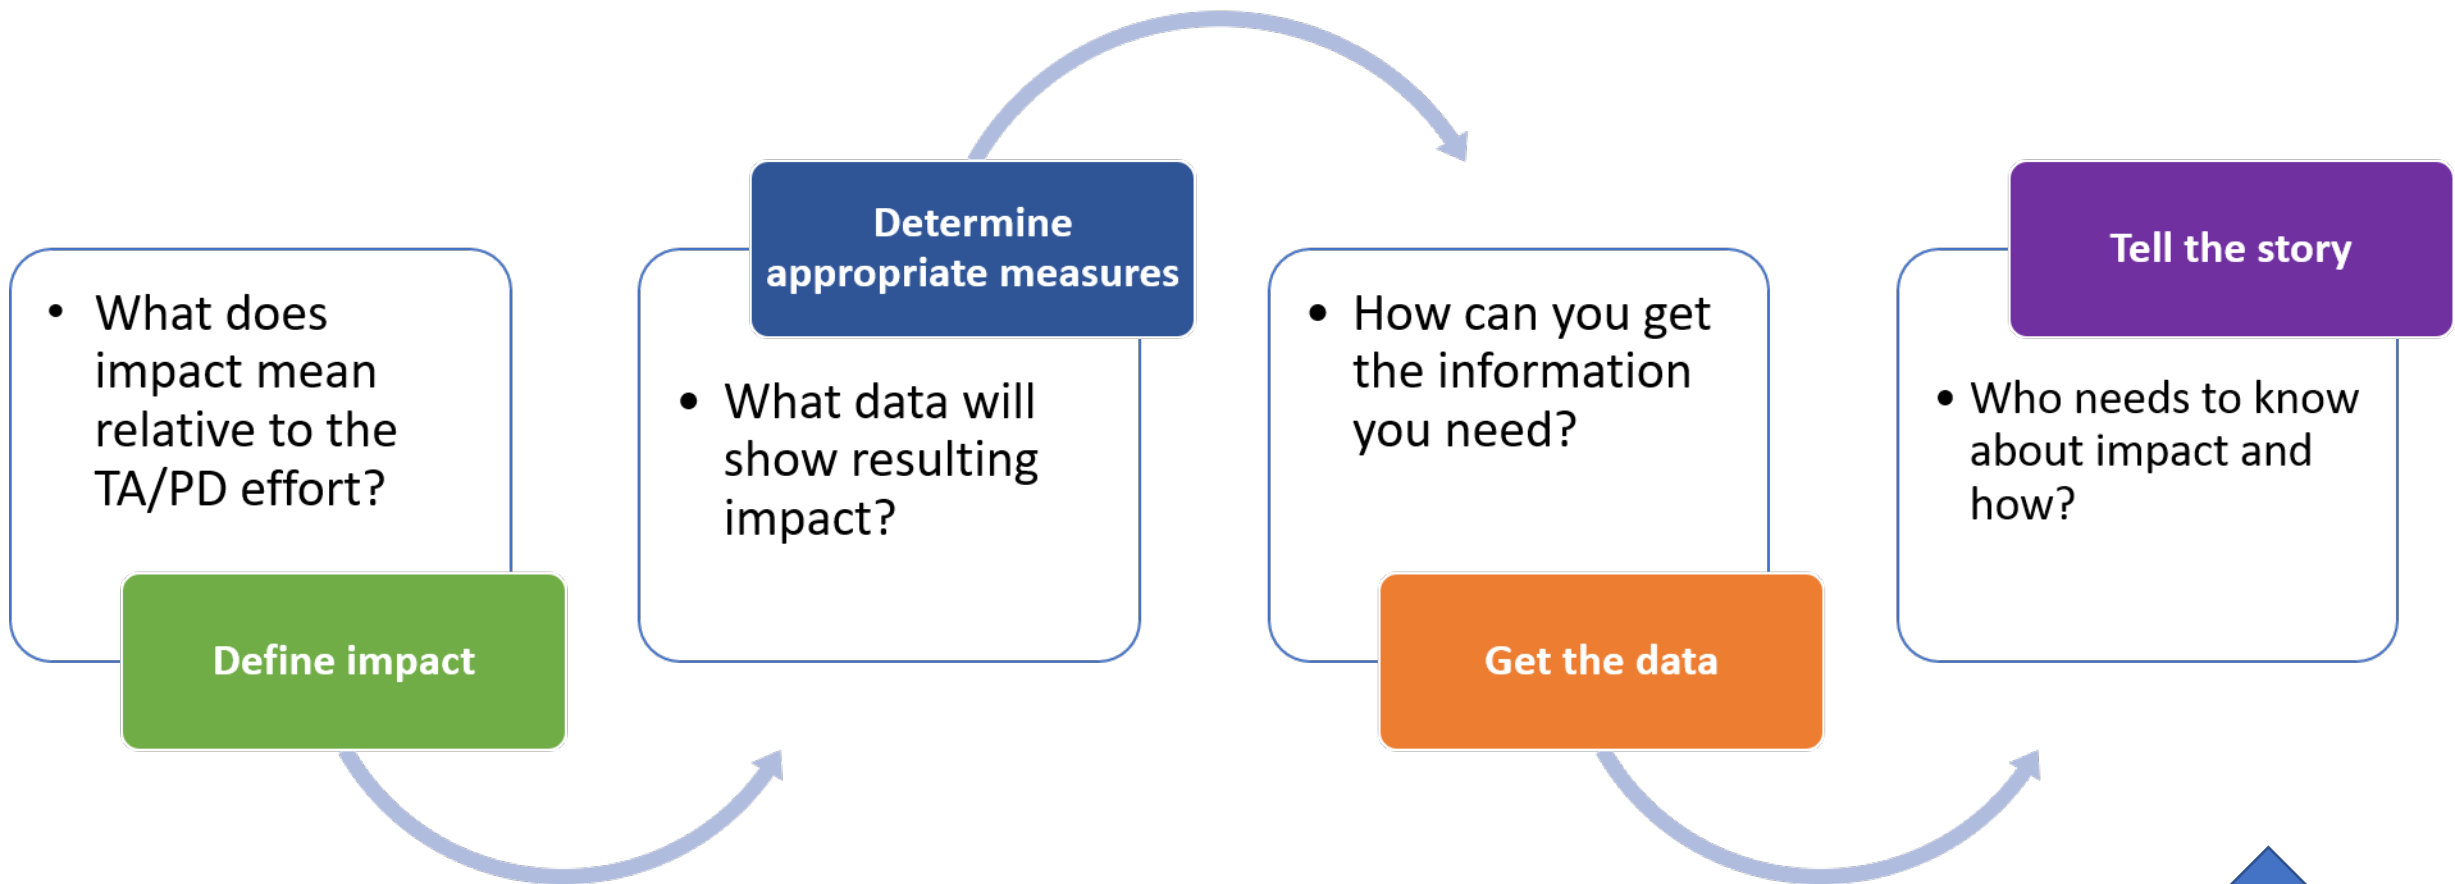 • What does
impact mean
relative to the
TA/PD effort?
Define impact
Determine
appropriate measures
• What data will
show resulting
impact?
• How can you get
the information
you need?
Get the data
Tell the story
• Who needs to know
about impact and
how?